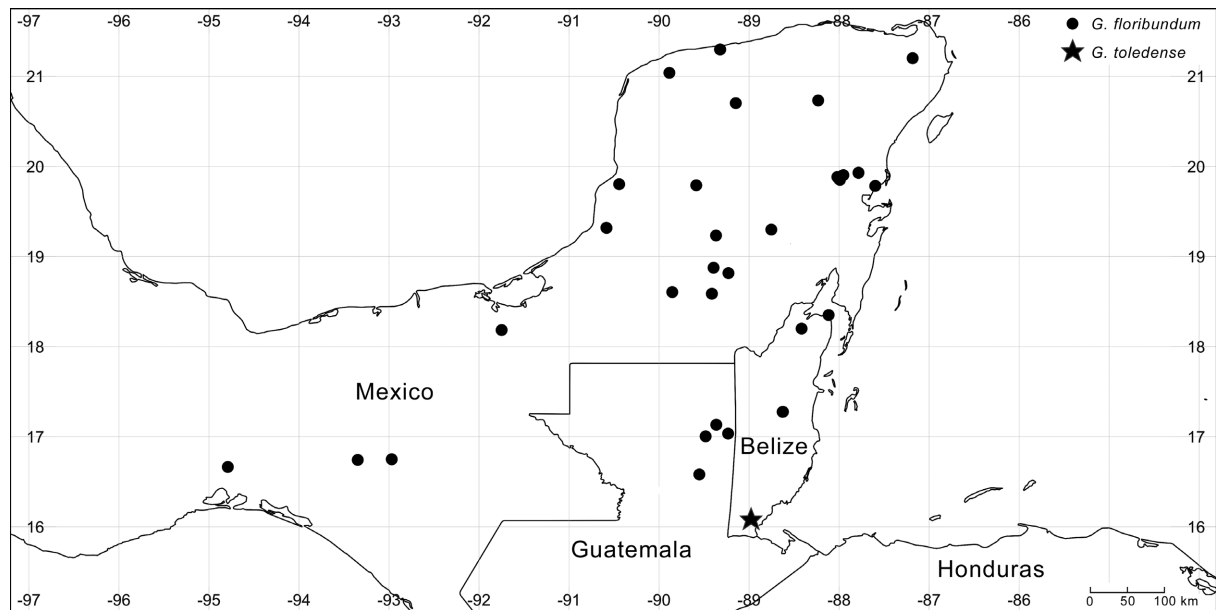 -97 -96 -95 -94 -93 -92 -91 -90 -89 -88 -87 -86
G. floribundum
G. toledense
21 21
20 20
19 19
18 18
Mexico
17 17
Belize
16 16
Guatemala
Honduras
-97 -96 -95 -94 -93 -92 -91 -90 -89 -88 -87 -86
0 50 100 km